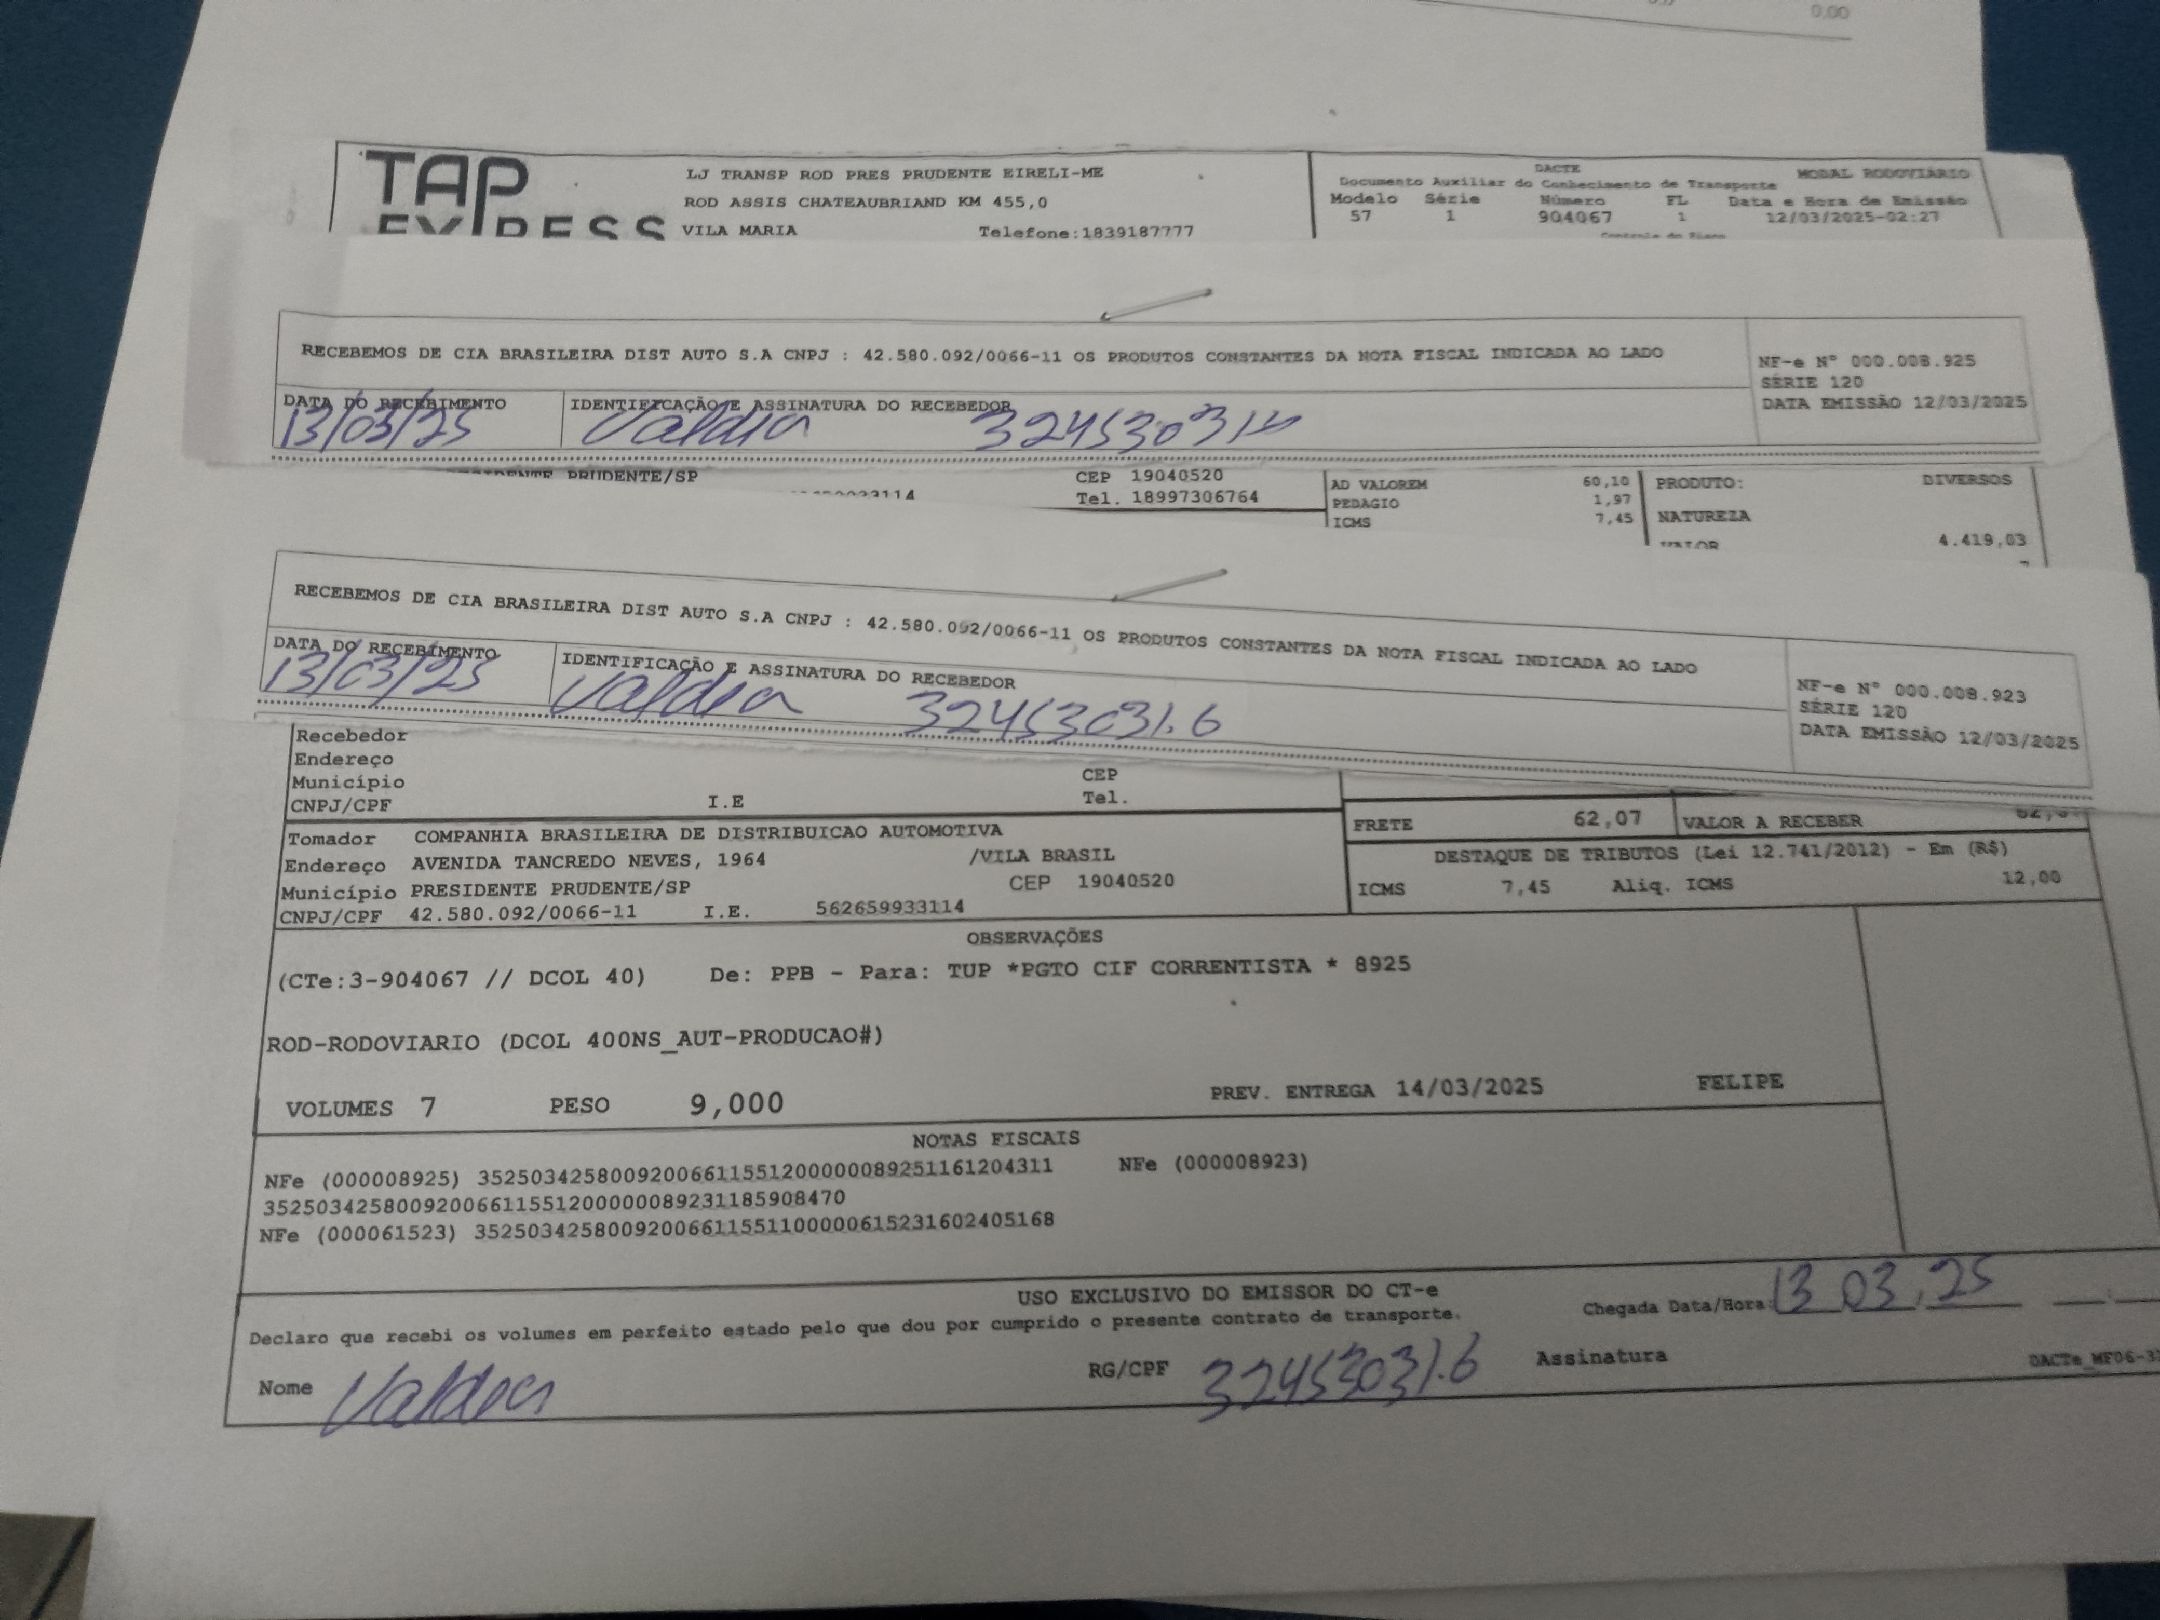 0,00
TAP
EXPRESS
LJ TRANSP ROD PRES PRUDENTE EIRELI-ME
ROD ASSIS CHATEAUBRIAND KM 455,0
VILA MARIA Telefone:1839187777
DACTE MODAL RODOVIÁRIO
Documento Auxiliar do Conhecimento de Transporte
Modelo Série Número FL Data e Hora de Emissão
57 1 904067 1 12/03/2025-02:27
RECEBEMOS DE CIA BRASILEIRA DIST AUTO S.A CNPJ : 42.580.092/0066-11 OS PRODUTOS CONSTANTES DA NOTA FISCAL INDICADA AO LADO
NF-e Nº 000.008.925
SÉRIE 120
DATA EMISSÃO 12/03/2025
DATA DO RECEBIMENTO IDENTIFICAÇÃO E ASSINATURA DO RECEBEDOR
13/03/25
PRUDENTE/SP CEP 19040520
Tel. 18997306764
AD VALOREM 60,10
PEDAGIO 1,97
ICMS 7,45
PRODUTO: DIVERSOS
NATUREZA
VALOR 4.419,03
RECEBEMOS DE CIA BRASILEIRA DIST AUTO S.A CNPJ : 42.580.092/0066-11 OS PRODUTOS CONSTANTES DA NOTA FISCAL INDICADA AO LADO
NF-e Nº 000.008.923
SÉRIE 120
DATA EMISSÃO 12/03/2025
DATA DO RECEBIMENTO IDENTIFICAÇÃO E ASSINATURA DO RECEBEDOR
13/03/25 32453031.6
Recebedor
Endereço
Município CEP
CNPJ/CPF I.E Tel.
Tomador COMPANHIA BRASILEIRA DE DISTRIBUICAO AUTOMOTIVA
Endereço AVENIDA TANCREDO NEVES, 1964 /VILA BRASIL
Município PRESIDENTE PRUDENTE/SP CEP 19040520
CNPJ/CPF 42.580.092/0066-11 I.E. 562659933114
FRETE 62,07 VALOR A RECEBER
DESTAQUE DE TRIBUTOS (Lei 12.741/2012) - Em (R$)
ICMS 7,45 Aliq. ICMS 12,00
OBSERVAÇÕES
(CTe:3-904067 // DCOL 40) De: PPB - Para: TUP *PGTO CIF CORRENTISTA * 8925
ROD-RODOVIARIO (DCOL 400NS_AUT-PRODUCAO#)
VOLUMES 7 PESO 9,000 PREV. ENTREGA 14/03/2025 FELIPE
NOTAS FISCAIS
NFe (000008925) 35250342580092006611551200000089251161204311 NFe (000008923)
35250342580092006611551200000089231185908470
NFe (000061523) 35250342580092006611551100000615231602405168
USO EXCLUSIVO DO EMISSOR DO CT-e
Declaro que recebi os volumes em perfeito estado pelo que dou por cumprido o presente contrato de transporte.
Chegada Data/Hora: 13 03, 25
Nome RG/CPF 32453031.6 Assinatura